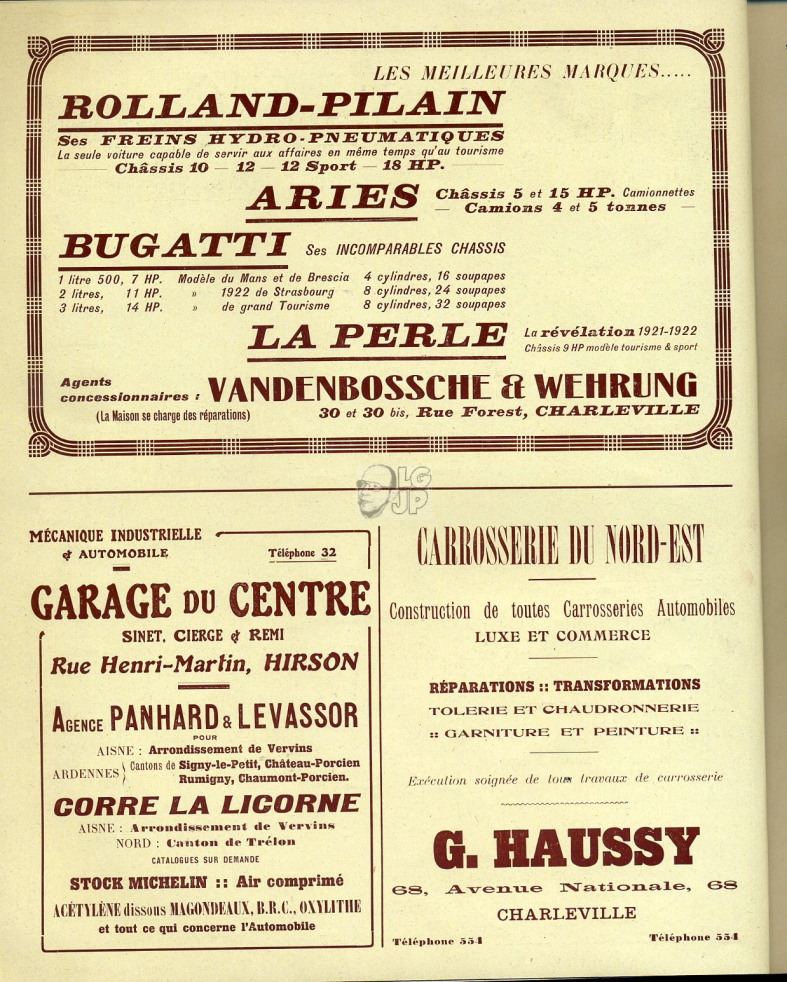 LES MEILLEURES MARQUES.....
ROLLAND-PILAIN
Ses FREINS HYDRO-PNEUMATIQUES
La seule voiture capable de servir aux affaires en même temps qu'au tourisme
— Châssis 10 — 12 — 12 Sport — 18 HP.
ARIES Châssis 5 et 15 HP. Camionnettes
— Camions 4 et 5 tonnes —
BUGATTI Ses INCOMPARABLES CHASSIS
1 litre 500, 7 HP. Modèle du Mans et de Brescia 4 cylindres, 16 soupapes
2 litres, 11 HP. » 1922 de Strasbourg 8 cylindres, 24 soupapes
3 litres, 14 HP. » de grand Tourisme 8 cylindres, 32 soupapes
LA PERLE La révélation 1921-1922
Châssis 9 HP modèle tourisme & sport
Agents
concessionnaires : VANDENBOSSCHE & WEHRUNG
(La Maison se charge des réparations) 30 et 30 bis, Rue Forest, CHARLEVILLE
LG
JP
MÉCANIQUE INDUSTRIELLE
& AUTOMOBILE Téléphone 32
GARAGE DU CENTRE
SINET, CIERGE & REMI
Rue Henri-Martin, HIRSON
AGENCE PANHARD & LEVASSOR
POUR
AISNE : Arrondissement de Vervins
ARDENNES } Cantons de Signy-le-Petit, Château-Porcien
Rumigny, Chaumont-Porcien.
CORRE LA LICORNE
AISNE : Arrondissement de Vervins
NORD : Canton de Trélon
CATALOGUES SUR DEMANDE
STOCK MICHELIN :: Air comprimé
ACÉTYLÈNE dissous MAGONDEAUX, B.R.C., OXYLITHE
et tout ce qui concerne l'Automobile
CARROSSERIE DU NORD-EST
Construction de toutes Carrosseries Automobiles
LUXE ET COMMERCE
RÉPARATIONS :: TRANSFORMATIONS
TOLERIE ET CHAUDRONNERIE
:: GARNITURE ET PEINTURE ::
Exécution soignée de tous travaux de carrosserie
G. HAUSSY
68, Avenue Nationale, 68
CHARLEVILLE
Téléphone 554 Téléphone 554